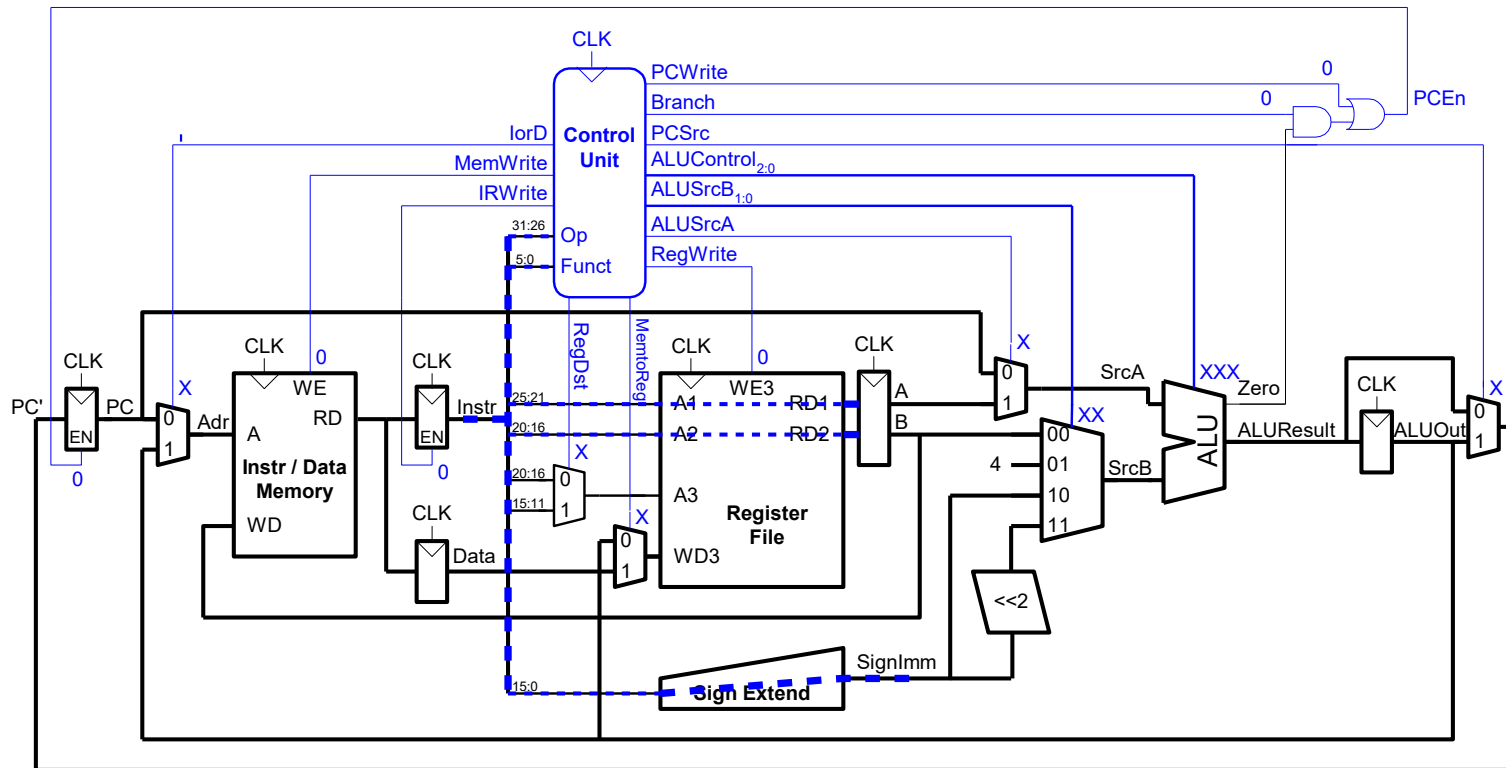 CLK
PCWrite
0
Branch
0
PCEn
IorD
Control
Unit
PCSrc
MemWrite
ALUControl2:0
IRWrite
ALUSrcB1:0
31:26
Op
ALUSrcA
5:0
Funct
RegWrite
RegDst
MemtoReg
CLK
CLK
CLK
CLK
CLK
X
0
0
X
X
XXX
Zero
CLK
PC'
PC
EN
0
X
0
1
Adr
WE
RD
A
Instr / Data
Memory
WD
EN
0
Instr
25:21
20:16
A1
A2
WE3
RD1
RD2
A
B
0
1
SrcA
XX
00
4
01
10
11
SrcB
ALU
ALUResult
ALUOut
0
1
X
20:16
15:11
0
1
X
A3
Register
File
CLK
Data
X
0
1
WD3
<<2
15:0
Sign Extend
SignImm